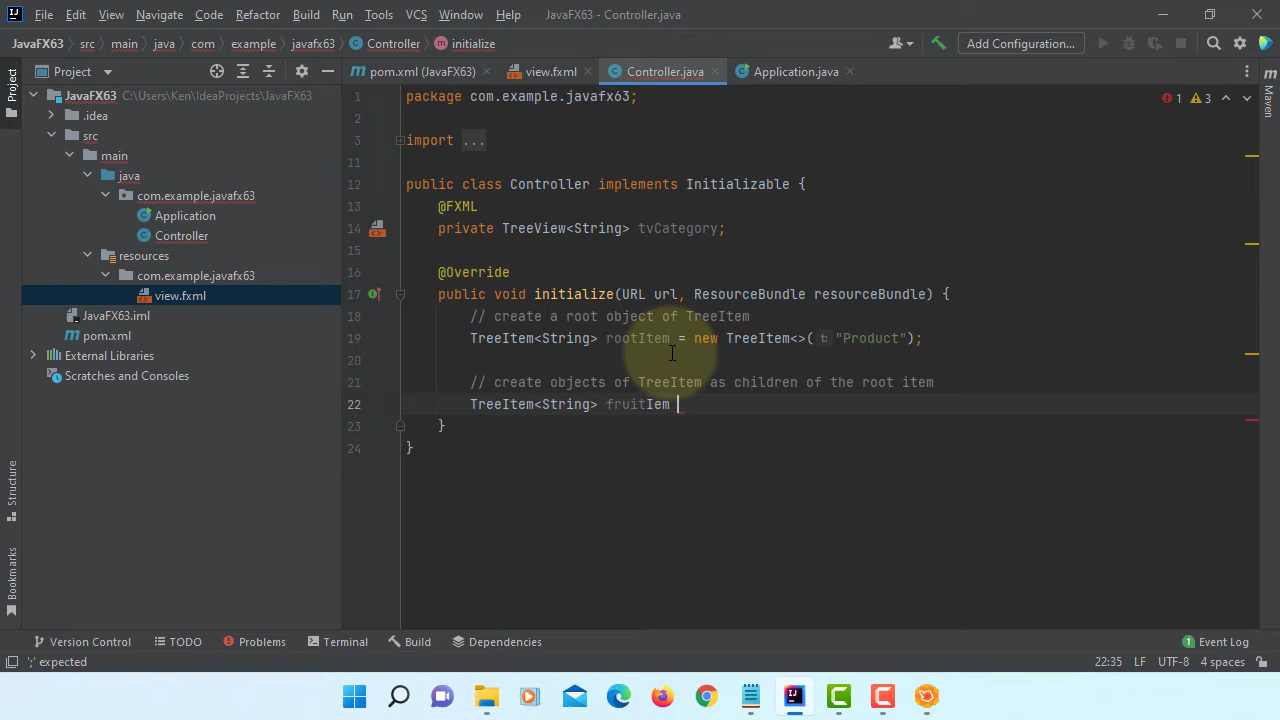 File Edit View Navigate Code Refactor Build Run Tools VCS Window Help JavaFX63 - Controller.java
JavaFX63 src main java com example javafx63 Controller initialize Add Configuration...
Project pom.xml (JavaFX63) view.fxml Controller.java Application.java
Project
Maven
JavaFX63 C:\Users\Ken\IdeaProjects\JavaFX63
.idea
src
main
java
com.example.javafx63
Application
Controller
resources
com.example.javafx63
view.fxml
JavaFX63.iml
pom.xml
External Libraries
Scratches and Consoles
Structure
Bookmarks
1 3
1 package com.example.javafx63;
2
3 import ...
11
12 public class Controller implements Initializable {
13 @FXML
14 private TreeView<String> tvCategory;
15
16 @Override
17 public void initialize(URL url, ResourceBundle resourceBundle) {
18 // create a root object of TreeItem
19 TreeItem<String> rootItem = new TreeItem<>( t: "Product");
20
21 // create objects of TreeItem as children of the root item
22 TreeItem<String> fruitIem
23 }
24 }
Version Control TODO Problems Terminal Build Dependencies 1 Event Log
';' expected 22:35 LF UTF-8 4 spaces